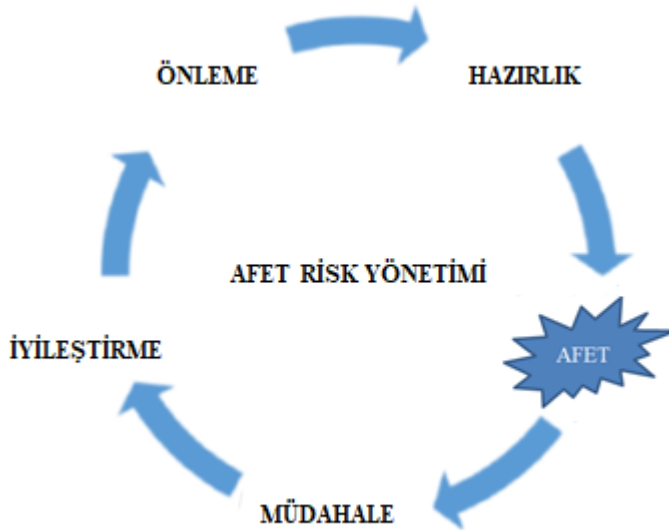 ÖNLEME
HAZIRLIK
AFET RİSK YÖNETİMİ
AFET
İYİLEŞTİRME
MÜDAHALE